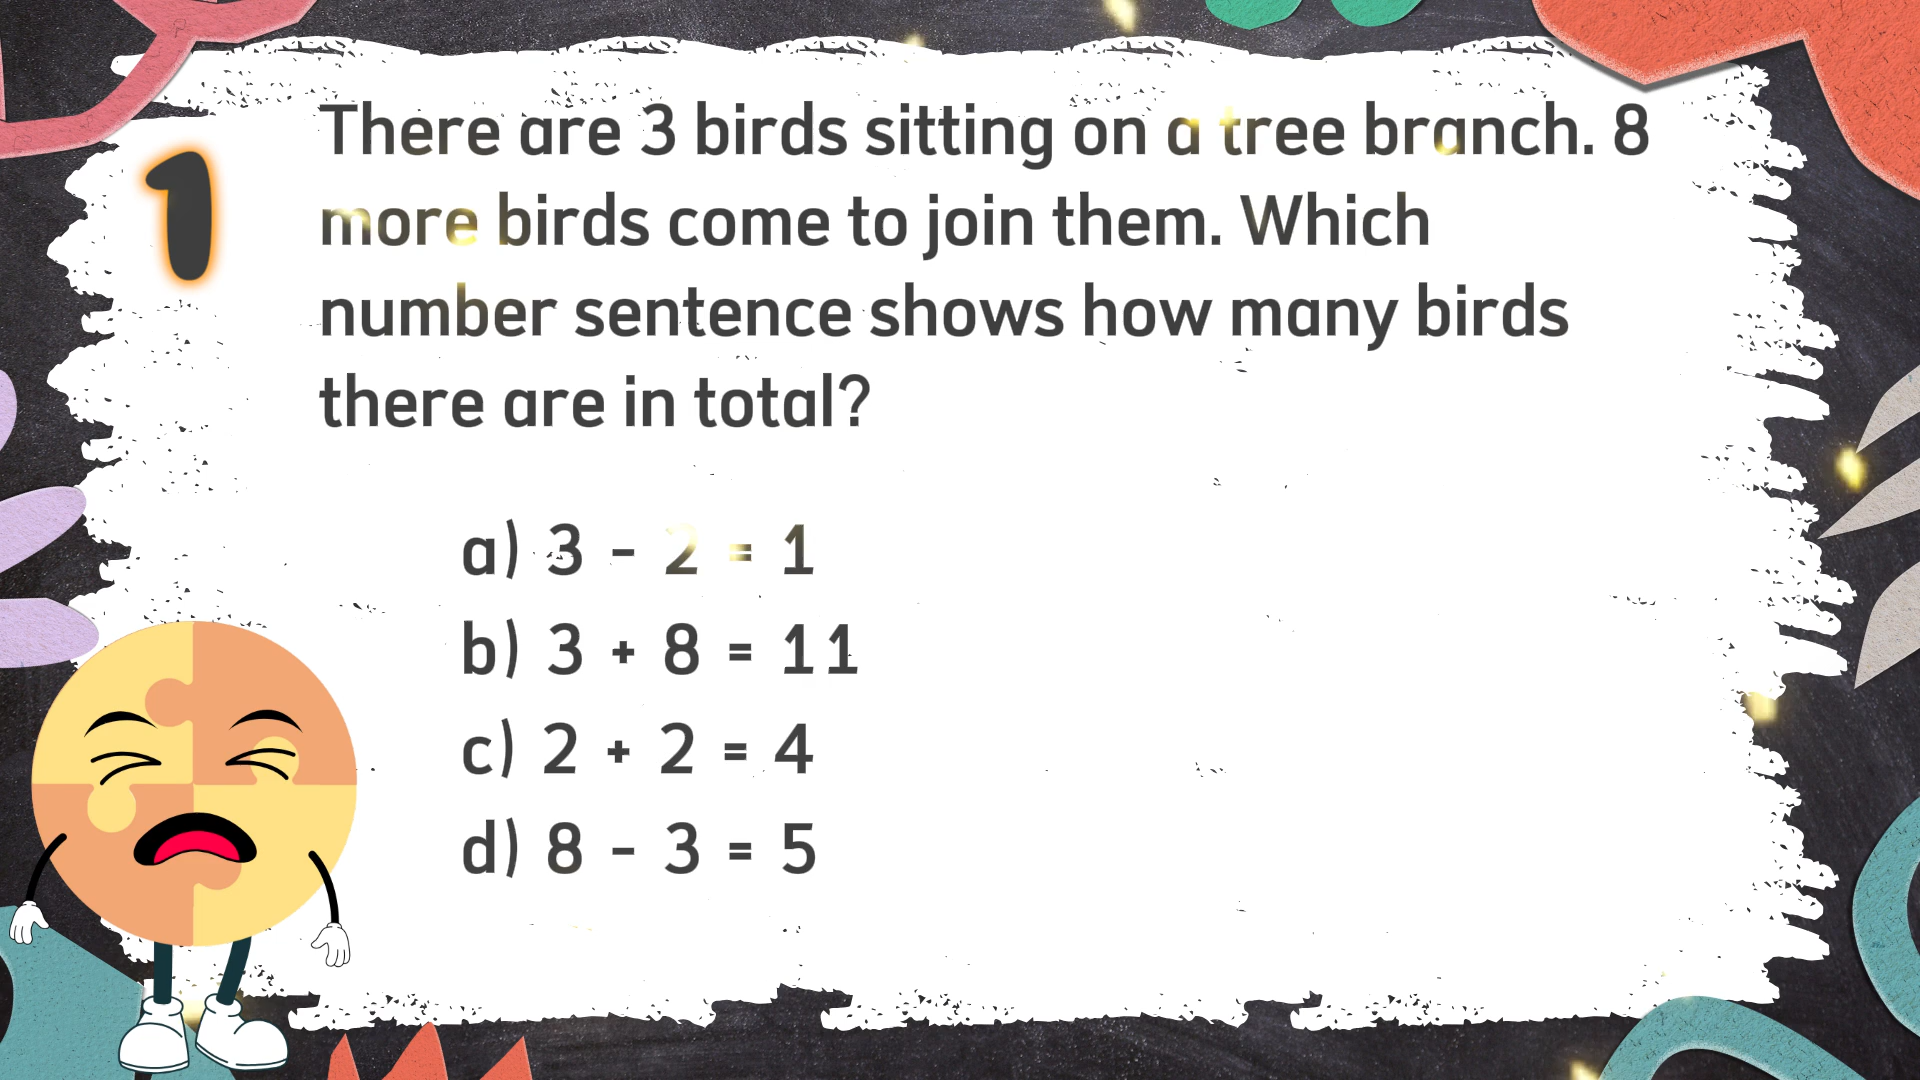 1
There are 3 birds sitting on a tree branch. 8
more birds come to join them. Which
number sentence shows how many birds
there are in total?
a) 3 - 2 = 1
b) 3 + 8 = 11
c) 2 + 2 = 4
d) 8 - 3 = 5